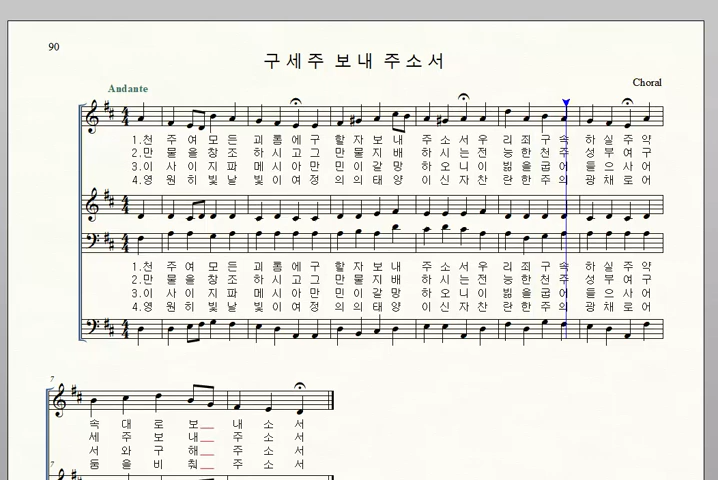 90
구세주 보내 주소서
Andante
Choral
1.천 주 여 모 든 괴 롬 에 구 할 자 보 내 주 소 서 우 리 죄 구 속 하 실 주 약
2.만 물 을 창 조 하 시 고 그 만 물 지 배 하 시 는 전 능 한 천 주 성 부 여 구
3.이 사 이 지 파 메 시 아 만 민 이 갈 망 하 오 니 이 뭡 을 굽 어 들 으 사 어
4.영 원 히 빛 날 빛 이 여 정 의 의 태 양 이 신 자 찬 란 한 주 의 광 채 로 어
1.천 주 여 모 든 괴 롬 에 구 할 자 보 내 주 소 서 우 리 죄 구 속 하 실 주 약
2.만 물 을 창 조 하 시 고 그 만 물 지 배 하 시 는 전 능 한 천 주 성 부 여 구
3.이 사 이 지 파 메 시 아 만 민 이 갈 망 하 오 니 이 을 굽 어 들 으 사 어
4.영 원 히 빛 날 빛 이 여 정 의 의 태 양 이 신 자 찬 란 한 주 의 광 채 로 어
7
속 대 로 보__ 내 소 서
세 주 보 내__ 주 소 서
서 와 구 해__ 주 소 서
둠 을 비 춰__ 주 소 서
7